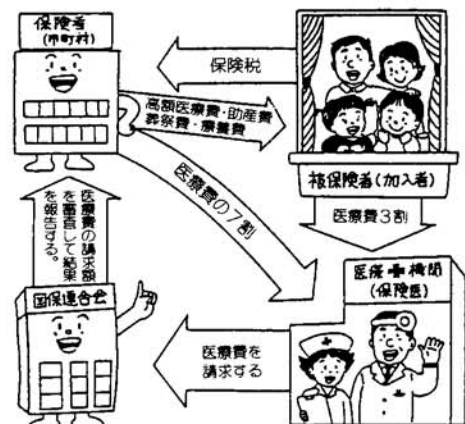 保険者
(市町村)
保険税
高額医療費・助産費
葬祭費・療養費
被保険者(加入者)
医療費の7割
医療費3割
医療機関
(保険医)
医療費の請求額
を審査して結果
を報告する。
国保連合会
医療費を
請求する